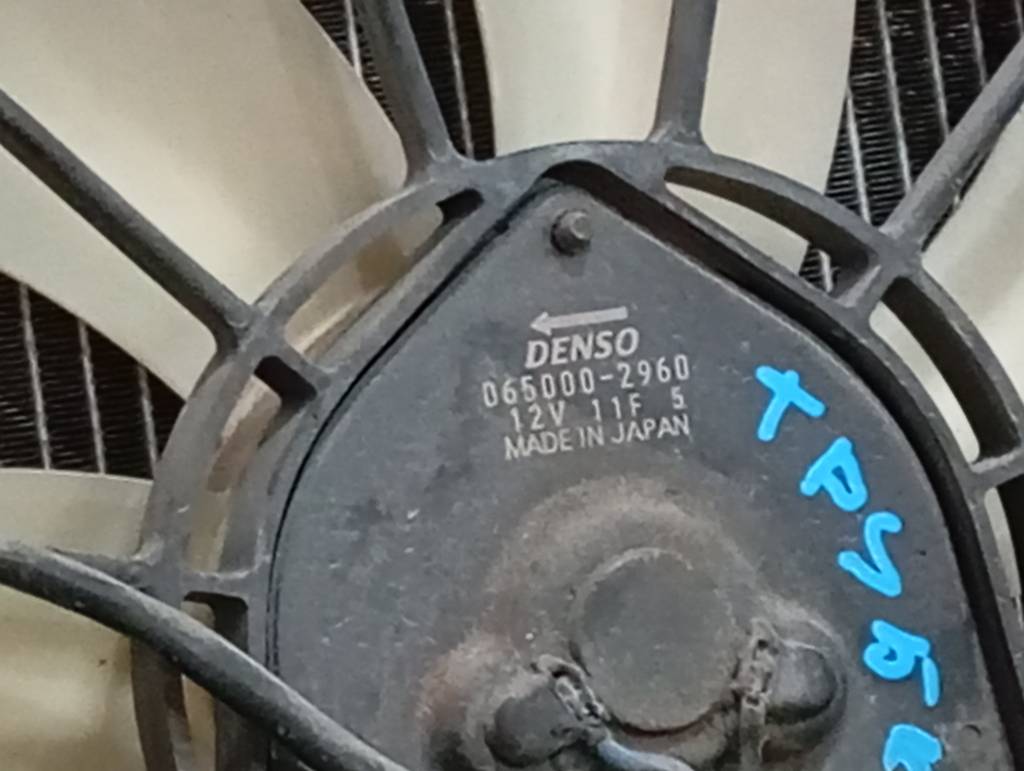 DENSO
065000-2960
12V 11F 5
MADE IN JAPAN